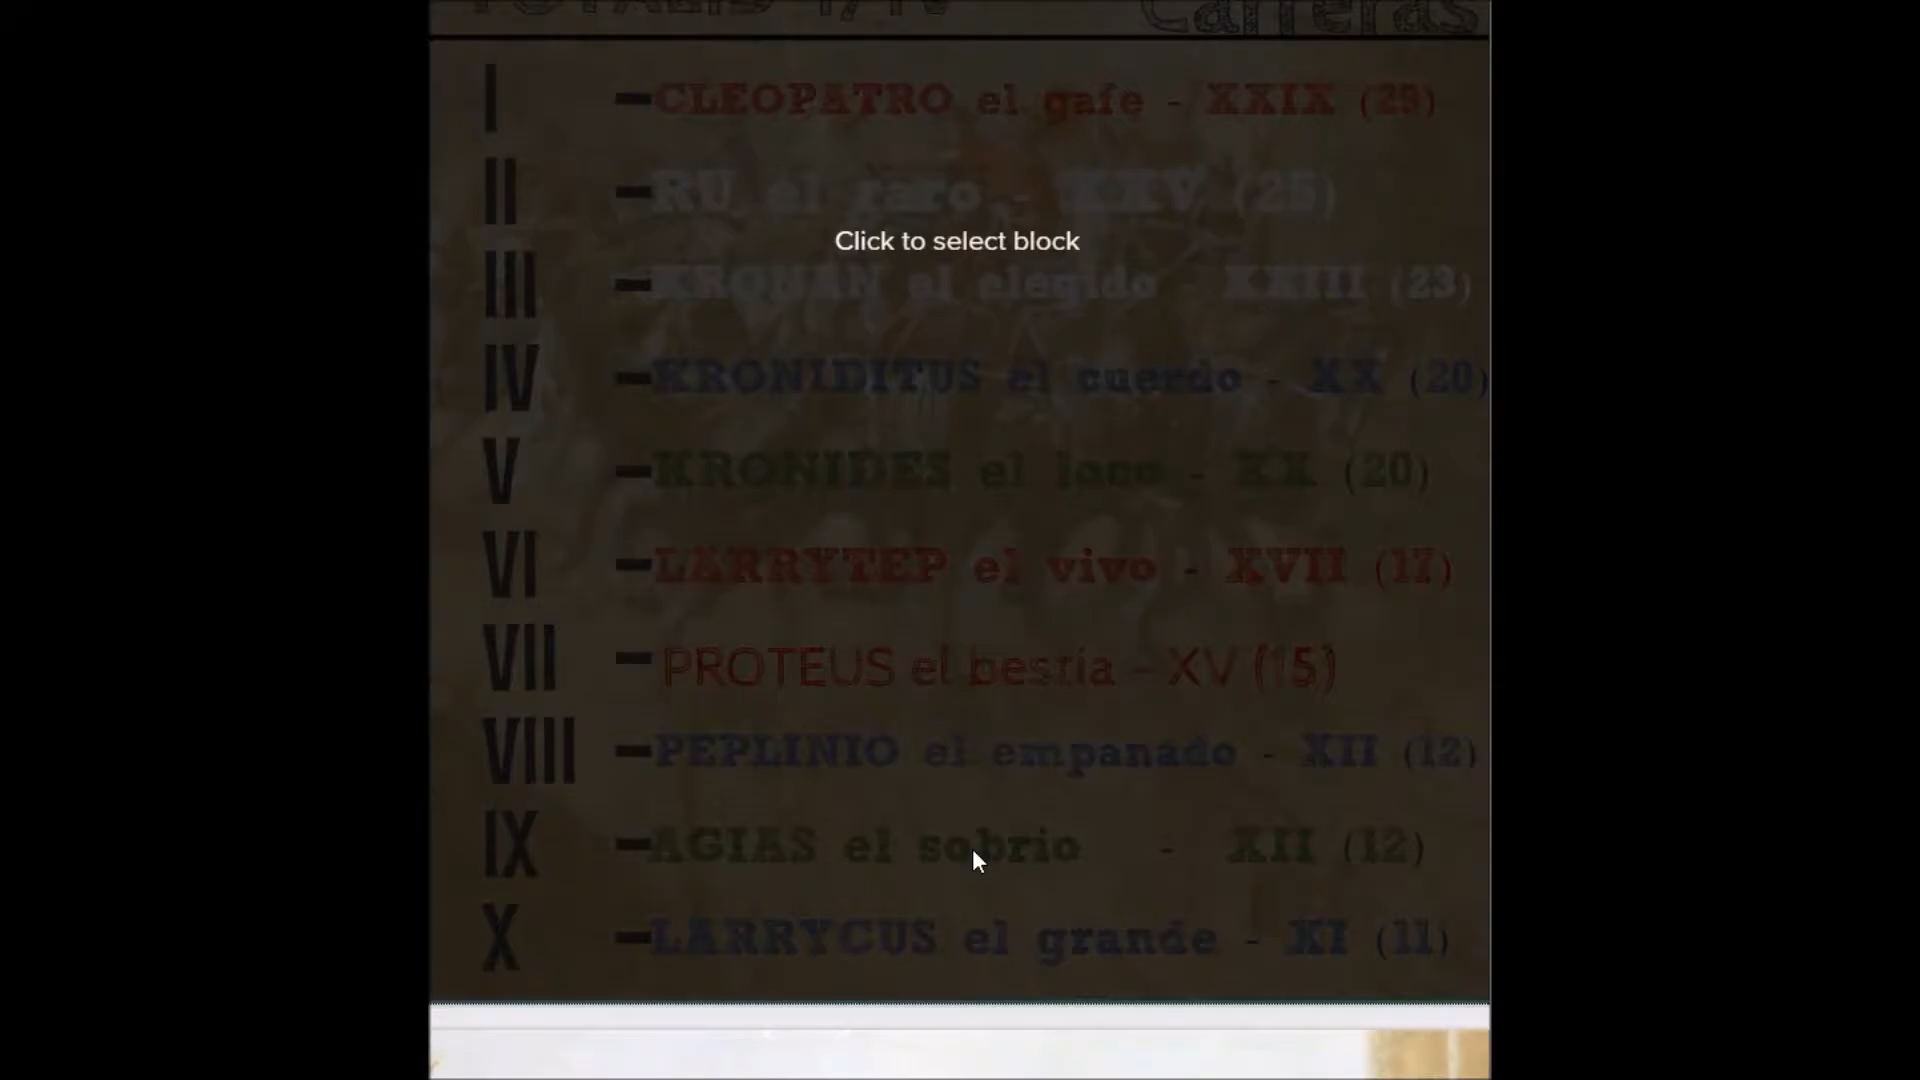 Carreras
I - CLEOPATRO el gafe - XXIX (29)
II - RU el raro - XXV (25)
Click to select block
III - KRONAN el elegido - XXIII (23)
IV - KRONIDITUS el cuerdo - XX (20)
V - KRONIDES el loco - XX (20)
VI - LARRYTEP el vivo - XVII (17)
VII - PROTEUS el bestia - XV (15)
VIII - PEPLINIO el empanado - XII (12)
IX - AGIAS el sobrio - XII (12)
X - LARRYCUS el grande - XI (11)